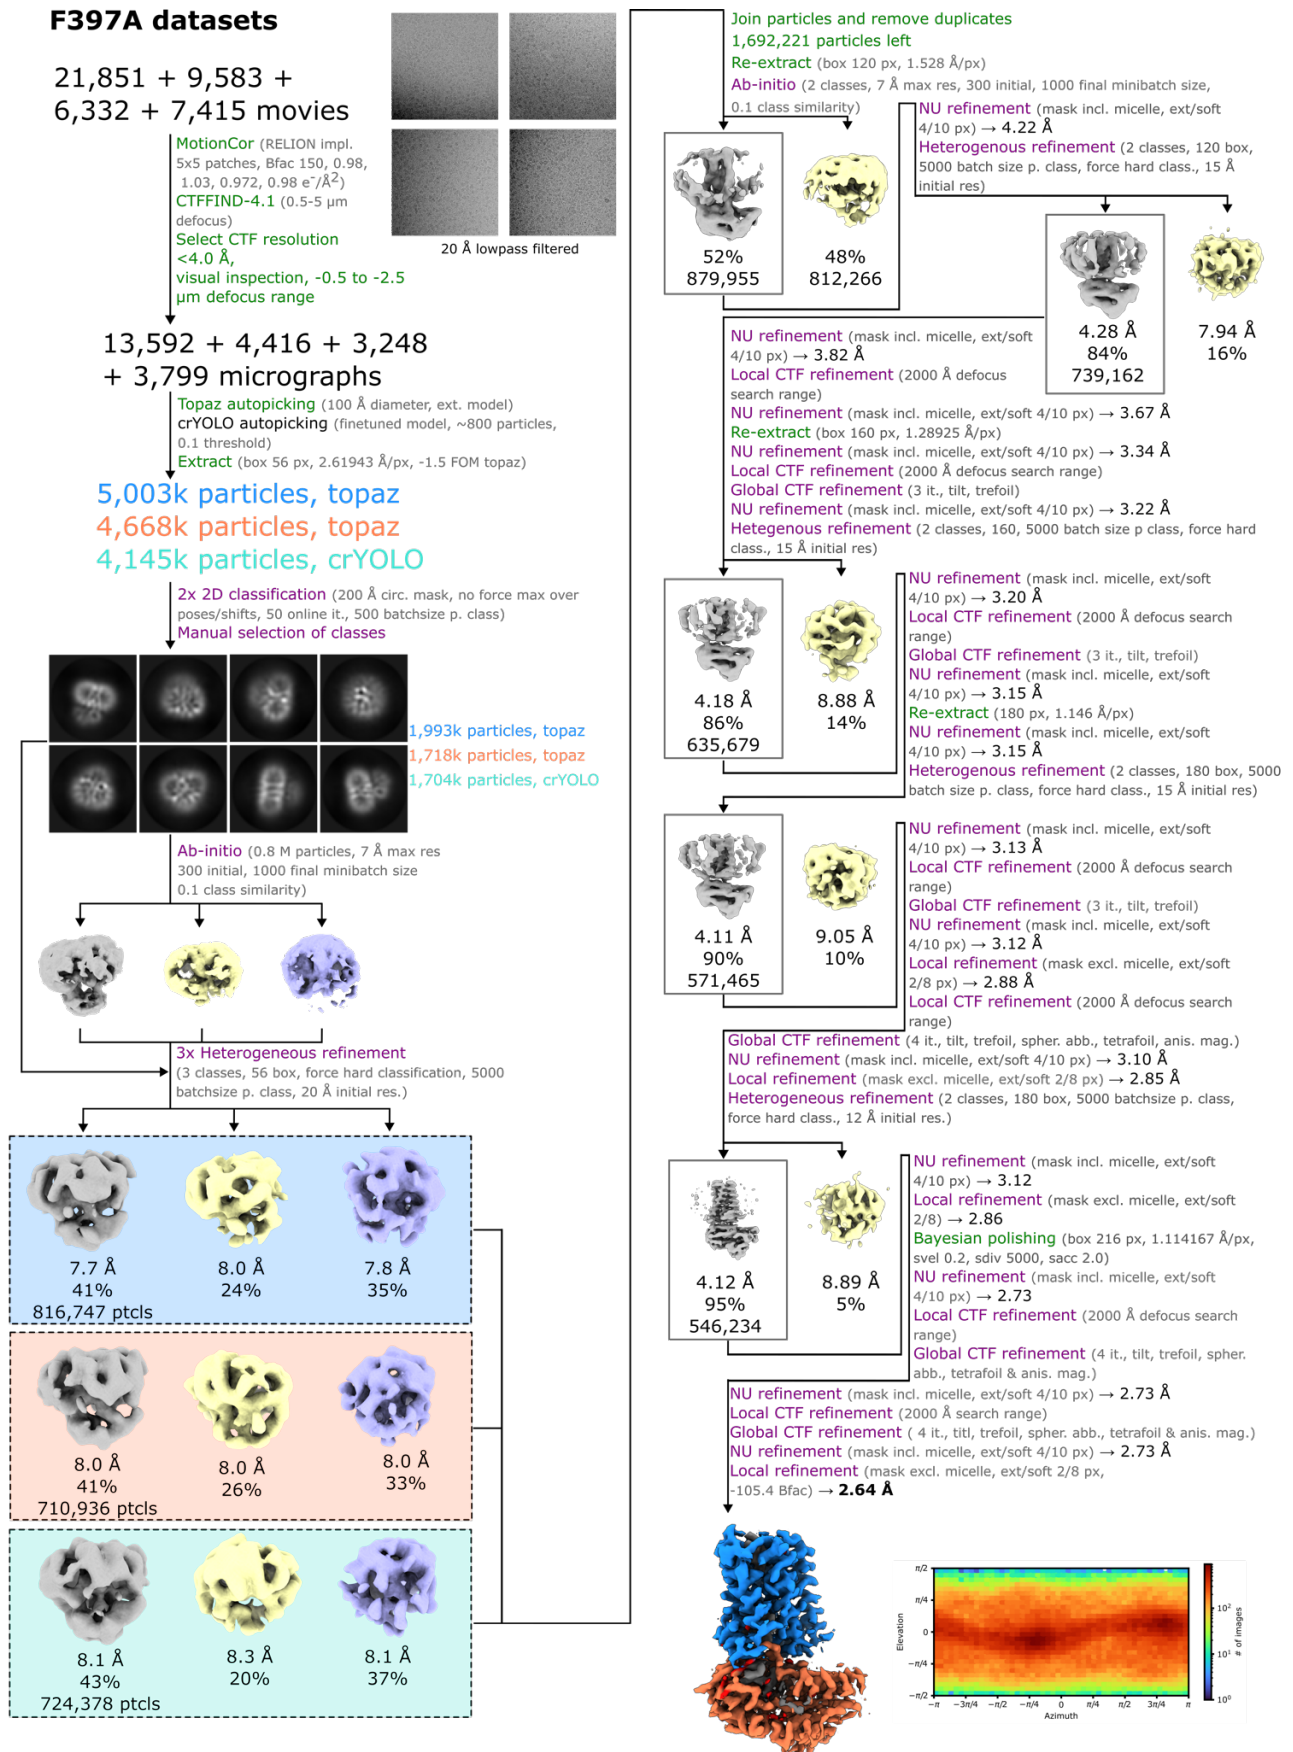 F397A datasets
21,851 + 9,583 +
6,332 + 7,415 movies
MotionCor (RELION impl.
5x5 patches, Bfac 150, 0.98,
1.03, 0.972, 0.98 e⁻/Å²)
CTFFIND-4.1 (0.5-5 µm
defocus)
Select CTF resolution
<4.0 Å,
visual inspection, -0.5 to -2.5
µm defocus range
20 Å lowpass filtered
13,592 + 4,416 + 3,248
+ 3,799 micrographs
Topaz autopicking (100 Å diameter, ext. model)
crYOLO autopicking (finetuned model, ~800 particles,
0.1 threshold)
Extract (box 56 px, 2.61943 Å/px, -1.5 FOM topaz)
5,003k particles, topaz
4,668k particles, topaz
4,145k particles, crYOLO
2x 2D classification (200 Å circ. mask, no force max over
poses/shifts, 50 online it., 500 batchsize p. class)
Manual selection of classes
1,993k particles, topaz
1,718k particles, topaz
1,704k particles, crYOLO
Ab-initio (0.8 M particles, 7 Å max res
300 initial, 1000 final minibatch size
0.1 class similarity)
3x Heterogeneous refinement
(3 classes, 56 box, force hard classification, 5000
batchsize p. class, 20 Å initial res.)
7.7 Å 8.0 Å 7.8 Å
41% 24% 35%
816,747 ptcls
8.0 Å 8.0 Å 8.0 Å
41% 26% 33%
710,936 ptcls
8.1 Å 8.3 Å 8.1 Å
43% 20% 37%
724,378 ptcls
Join particles and remove duplicates
1,692,221 particles left
Re-extract (box 120 px, 1.528 Å/px)
Ab-initio (2 classes, 7 Å max res, 300 initial, 1000 final minibatch size,
0.1 class similarity)
52% 48%
879,955 812,266
NU refinement (mask incl. micelle, ext/soft
4/10 px) → 4.22 Å
Heterogenous refinement (2 classes, 120 box,
5000 batch size p. class, force hard class., 15 Å
initial res)
4.28 Å 7.94 Å
84% 16%
739,162
NU refinement (mask incl. micelle, ext/soft
4/10 px) → 3.82 Å
Local CTF refinement (2000 Å defocus
search range)
NU refinement (mask incl. micelle, ext/soft 4/10 px) → 3.67 Å
Re-extract (box 160 px, 1.28925 Å/px)
NU refinement (mask incl. micelle, ext/soft 4/10 px) → 3.34 Å
Local CTF refinement (2000 Å defocus search range)
Global CTF refinement (3 it., tilt, trefoil)
NU refinement (mask incl. micelle, ext/soft 4/10 px) → 3.22 Å
Hetegenous refinement (2 classes, 160, 5000 batch size p class, force hard
class., 15 Å initial res)
4.18 Å 8.88 Å
86% 14%
635,679
NU refinement (mask incl. micelle, ext/soft
4/10 px) → 3.20 Å
Local CTF refinement (2000 Å defocus search
range)
Global CTF refinement (3 it., tilt, trefoil)
NU refinement (mask incl. micelle, ext/soft
4/10 px) → 3.15 Å
Re-extract (180 px, 1.146 Å/px)
NU refinement (mask incl. micelle, ext/soft
4/10 px) → 3.15 Å
Heterogenous refinement (2 classes, 180 box, 5000
batch size p. class, force hard class., 15 Å initial res)
4.11 Å 9.05 Å
90% 10%
571,465
NU refinement (mask incl. micelle, ext/soft
4/10 px) → 3.13 Å
Local CTF refinement (2000 Å defocus search
range)
Global CTF refinement (3 it., tilt, trefoil)
NU refinement (mask incl. micelle, ext/soft
4/10 px) → 3.12 Å
Local refinement (mask excl. micelle, ext/soft
2/8 px) → 2.88 Å
Local CTF refinement (2000 Å defocus search
range)
Global CTF refinement (4 it., tilt, trefoil, spher. abb., tetrafoil, anis. mag.)
NU refinement (mask incl. micelle, ext/soft 4/10 px) → 3.10 Å
Local refinement (mask excl. micelle, ext/soft 2/8 px) → 2.85 Å
Heterogeneous refinement (2 classes, 180 box, 5000 batchsize p. class,
force hard class., 12 Å initial res.)
4.12 Å 8.89 Å
95% 5%
546,234
NU refinement (mask incl. micelle, ext/soft
4/10 px) → 3.12
Local refinement (mask excl. micelle, ext/soft
2/8) → 2.86
Bayesian polishing (box 216 px, 1.114167 Å/px,
svel 0.2, sdiv 5000, sacc 2.0)
NU refinement (mask incl. micelle, ext/soft
4/10 px) → 2.73
Local CTF refinement (2000 Å defocus search
range)
Global CTF refinement (4 it., tilt, trefoil, spher.
abb., tetrafoil & anis. mag.)
NU refinement (mask incl. micelle, ext/soft 4/10 px) → 2.73 Å
Local CTF refinement (2000 Å search range)
Global CTF refinement ( 4 it., titl, trefoil, spher. abb., tetrafoil & anis. mag.)
NU refinement (mask incl. micelle, ext/soft 4/10 px) → 2.73 Å
Local refinement (mask excl. micelle, ext/soft 2/8 px,
-105.4 Bfac) → 2.64 Å
π/2
π/4
0
−π/4
−π/2
Elevation
−π −3π/4 −π/2 −π/4 0 π/4 π/2 3π/4 π
Azimuth
10²
10¹
10⁰
# of images